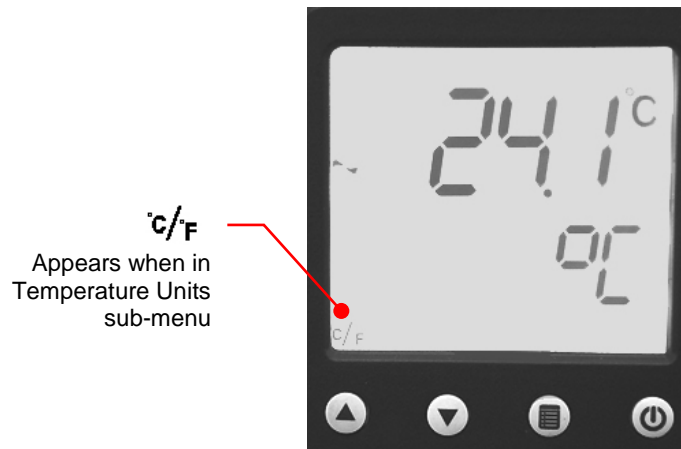 24.1°C
°C
°C/°F
Appears when in
Temperature Units
sub-menu
°C/F